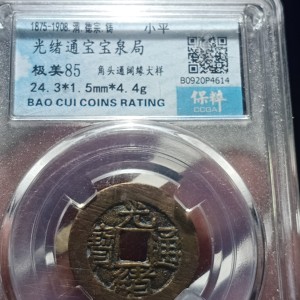 1875-1908 清 德宗 铸 小平
光绪通宝宝泉局
极美85 角头通阔缘大样
24.3*1.5mm*4.4g
BAO CUI COINS RATING
B0920P4614
保粹
CCGA
光緒通寶